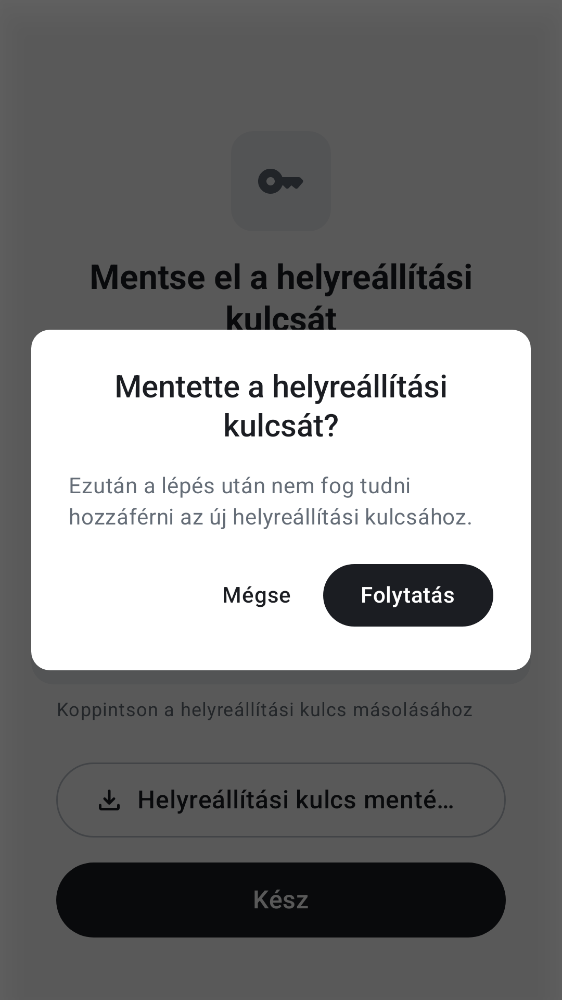 Mentse el a helyreállítási
kulcsát
Mentette a helyreállítási
kulcsát?
Ezután a lépés után nem fog tudni
hozzáférni az új helyreállítási kulcsához.
Mégse
Folytatás
Koppintson a helyreállítási kulcs másolásához
Helyreállítási kulcs menté…
Kész